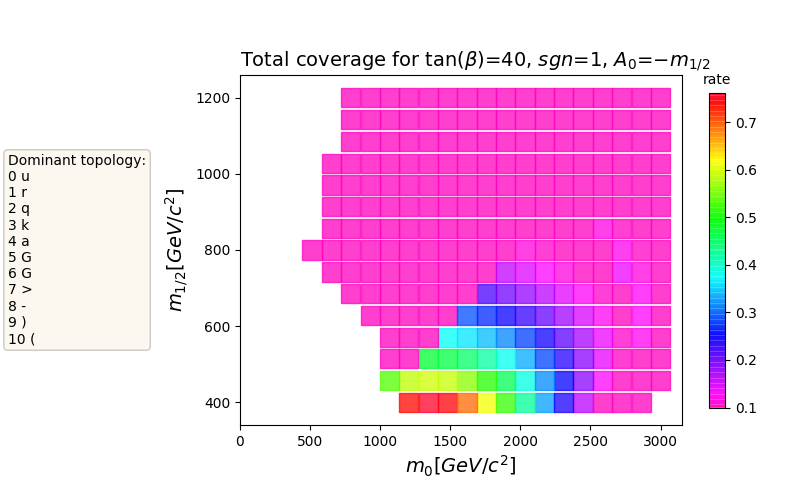 Total coverage for tan(β)=40, sgn=1, A₀=−m₁/₂
rate
Dominant topology:
0 u
1 r
2 q
3 k
4 a
5 G
6 G
7 >
8 -
9 )
10 (
m₁/₂[GeV/c²]
1200
1000
800
600
400
0 500 1000 1500 2000 2500 3000
m₀[GeV/c²]
0.7
0.6
0.5
0.4
0.3
0.2
0.1